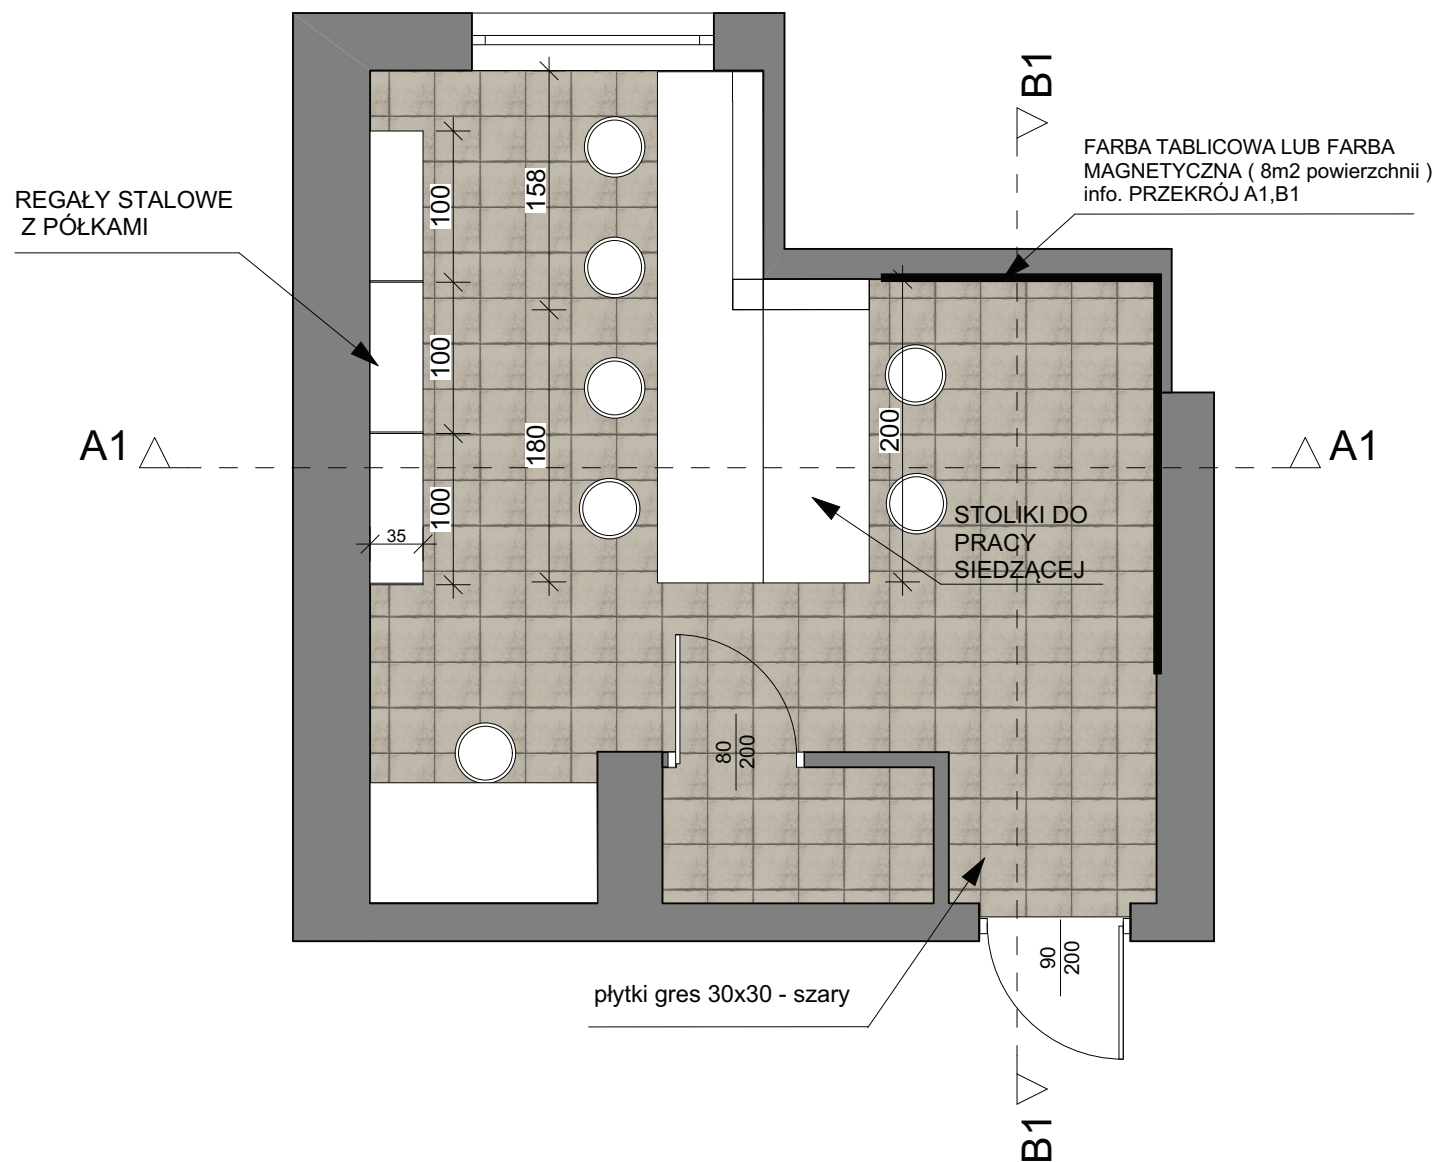 B1
FARBA TABLICOWA LUB FARBA
MAGNETYCZNA ( 8m2 powierzchnii )
info. PRZEKRÓJ A1,B1
REGAŁY STALOWE
Z PÓŁKAMI
100
158
100
180
200
A1
A1
100
35
STOLIKI DO
PRACY
SIEDZĄCEJ
80
200
90
200
płytki gres 30x30 - szary
B1